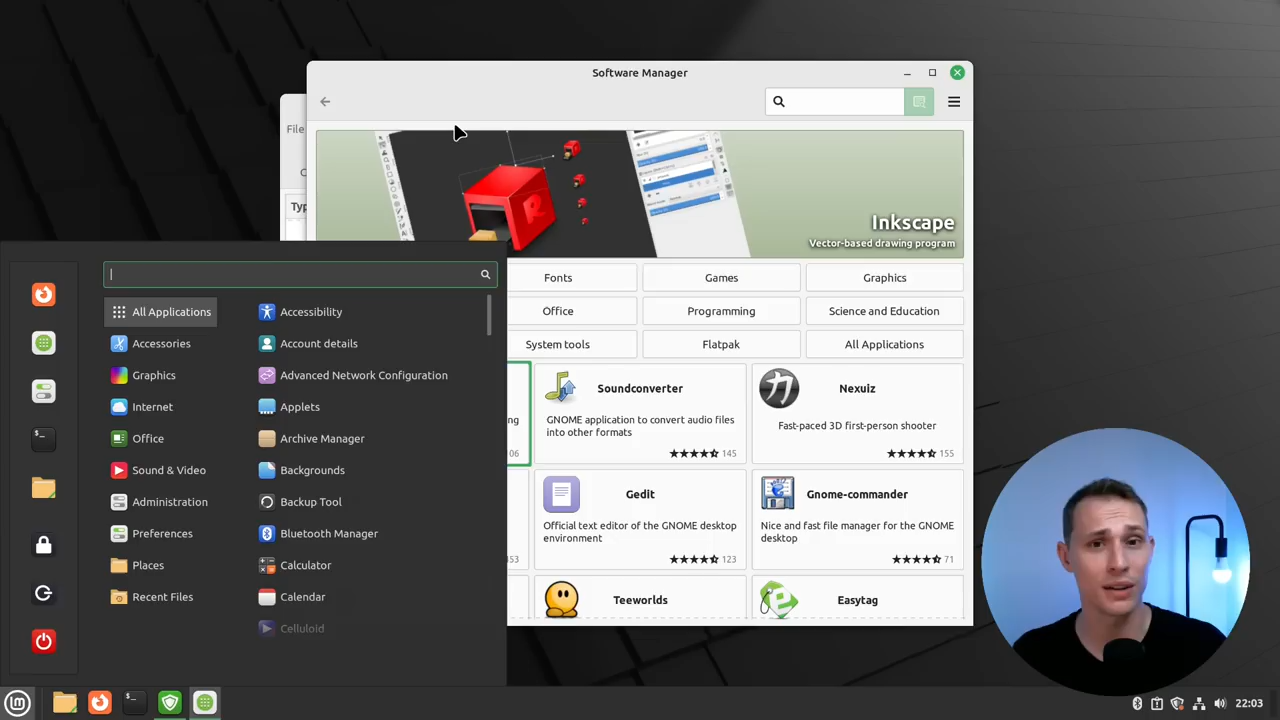 Software Manager
File
Typ
Inkscape
Vector-based drawing program
Fonts
Games
Graphics
Office
Programming
Science and Education
System tools
Flatpak
All Applications
ng
06
Soundconverter
GNOME application to convert audio files
into other formats
145
Nexuiz
Fast-paced 3D first-person shooter
155
453
Gedit
Official text editor of the GNOME desktop
environment
123
Gnome-commander
Nice and fast file manager for the GNOME
desktop
71
Teeworlds
Easytag
All Applications
Accessories
Graphics
Internet
Office
Sound & Video
Administration
Preferences
Places
Recent Files
Accessibility
Account details
Advanced Network Configuration
Applets
Archive Manager
Backgrounds
Backup Tool
Bluetooth Manager
Calculator
Calendar
Celluloid
22:03